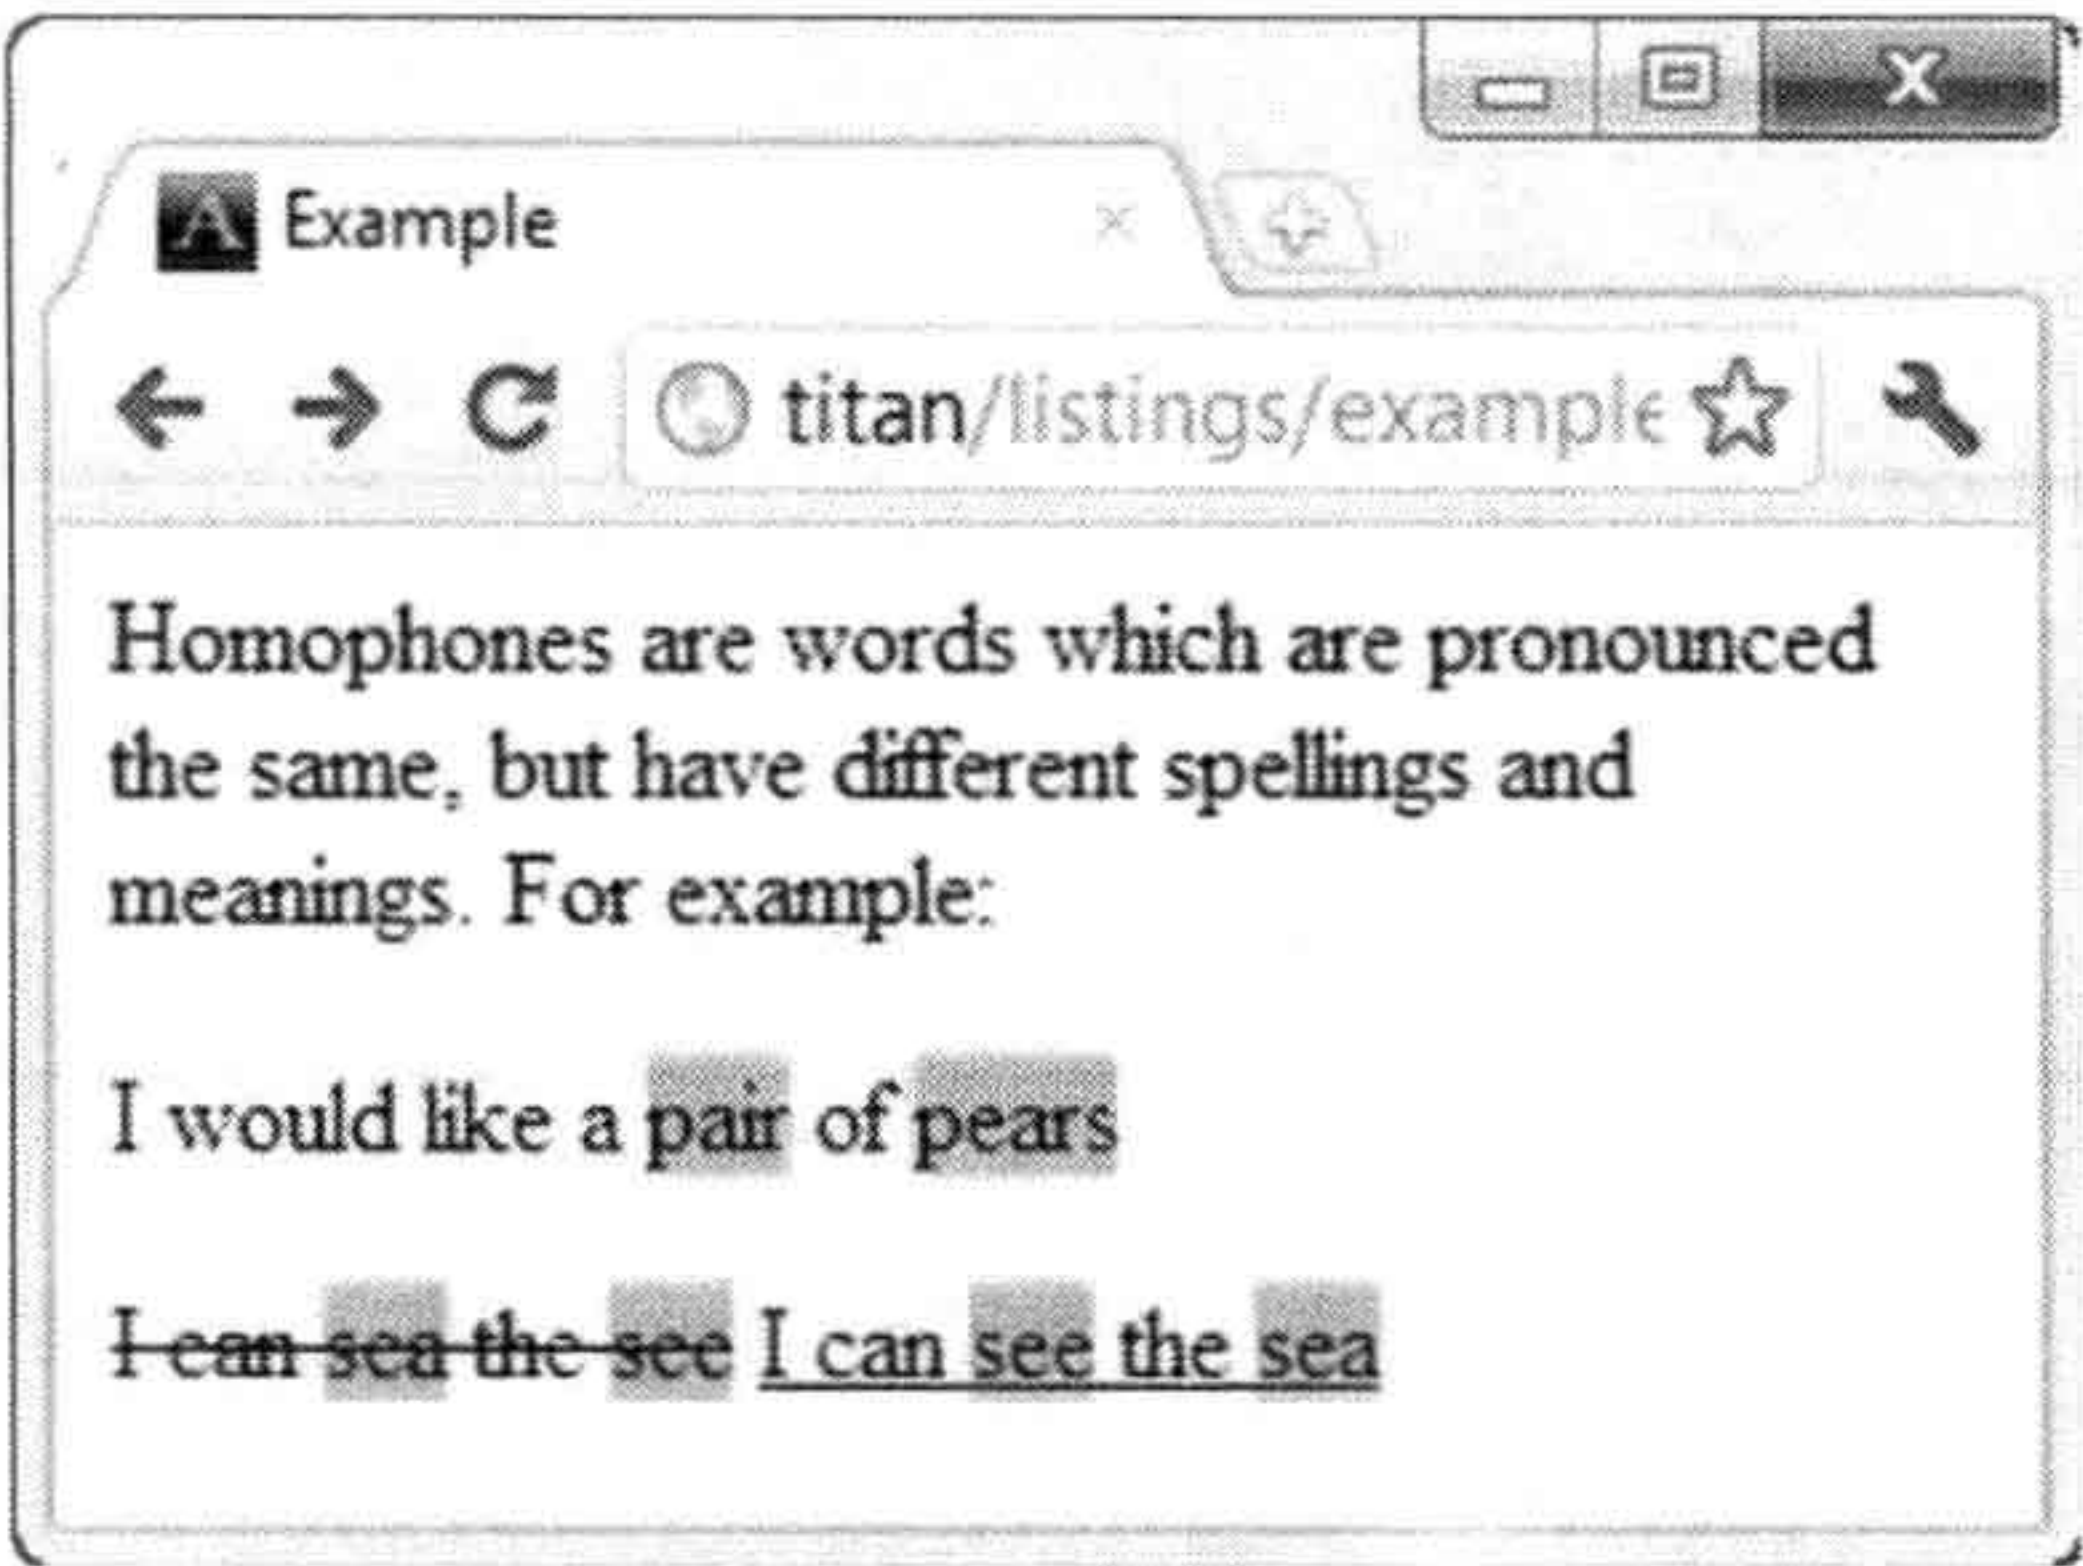 Example
titan/listings/example
Homophones are words which are pronounced
the same, but have different spellings and
meanings. For example:
I would like a pair of pears
I can sea the see I can see the sea